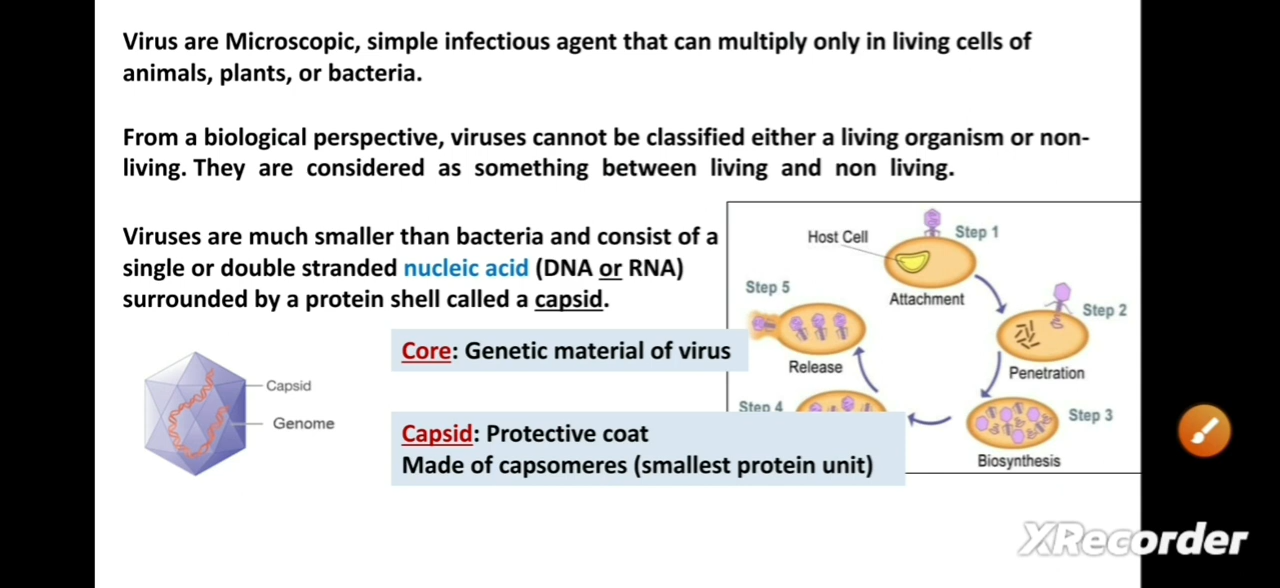 Virus are Microscopic, simple infectious agent that can multiply only in living cells of
animals, plants, or bacteria.
From a biological perspective, viruses cannot be classified either a living organism or non-
living. They are considered as something between living and non living.
Viruses are much smaller than bacteria and consist of a
single or double stranded nucleic acid (DNA or RNA)
surrounded by a protein shell called a capsid.
Capsid
Genome
Core: Genetic material of virus
Capsid: Protective coat
Made of capsomeres (smallest protein unit)
Host Cell
Step 1
Attachment
Step 2
Penetration
Step 3
Biosynthesis
Step 4
Step 5
Release
XRecorder